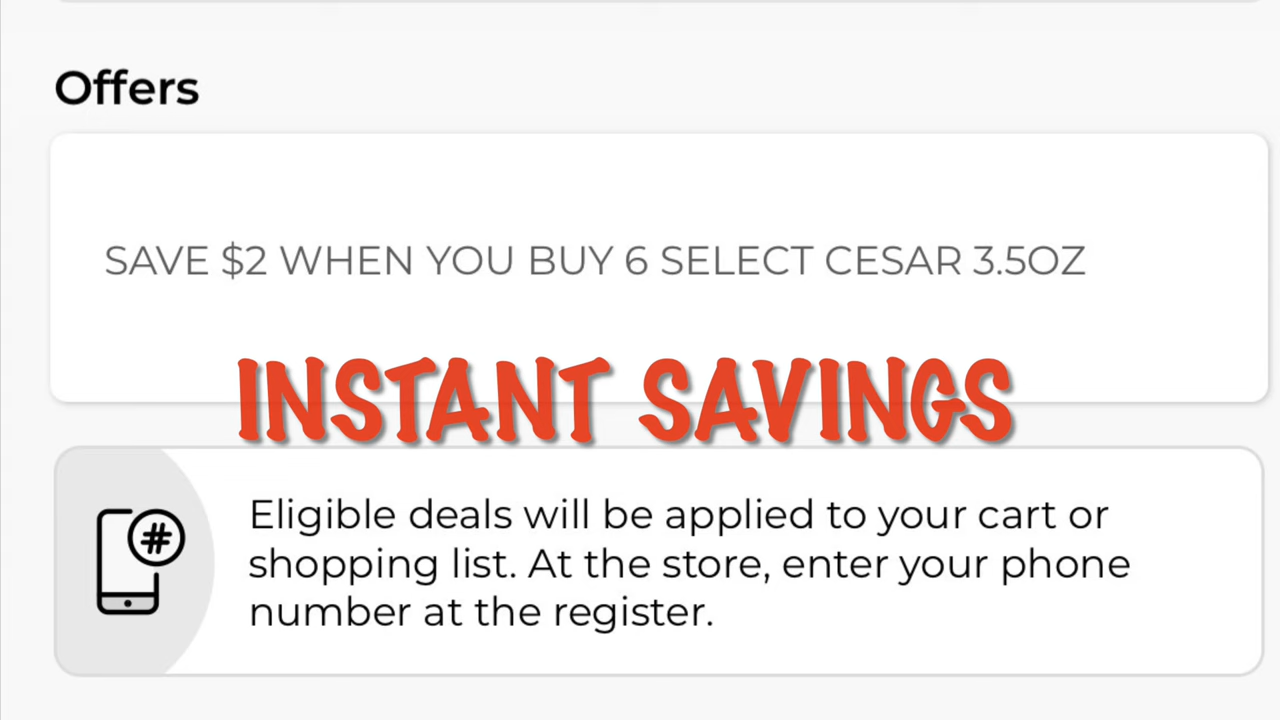 Offers
SAVE $2 WHEN YOU BUY 6 SELECT CESAR 3.5OZ
INSTANT SAVINGS
#
Eligible deals will be applied to your cart or
shopping list. At the store, enter your phone
number at the register.